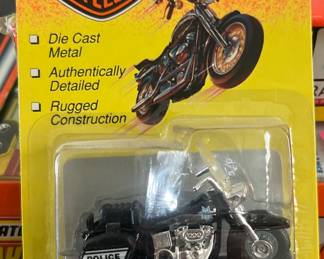 Die Cast
Metal
Authentically
Detailed
Rugged
Construction
POLICE